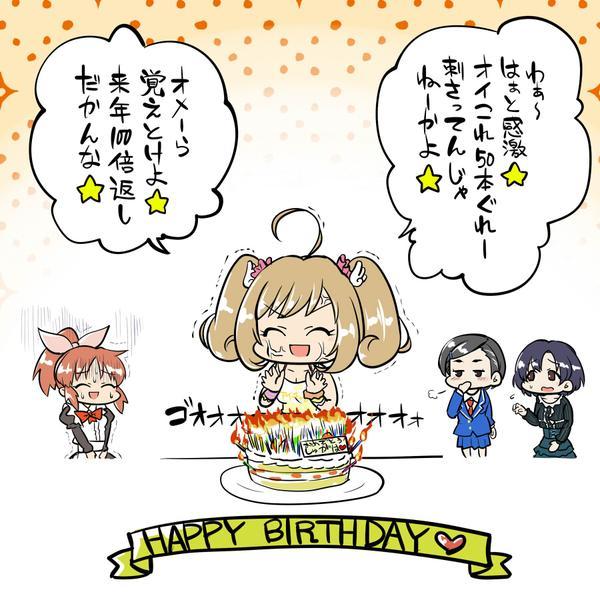 わぁ～
はぁと感激★
オイこれ50本ぐれー
刺さってんじゃ
ねーかよ★
オメーら
覚えとけよ★
来年100倍返し
だかんな★
ゴオオオオオオオ
HAPPY BIRTHDAY♥